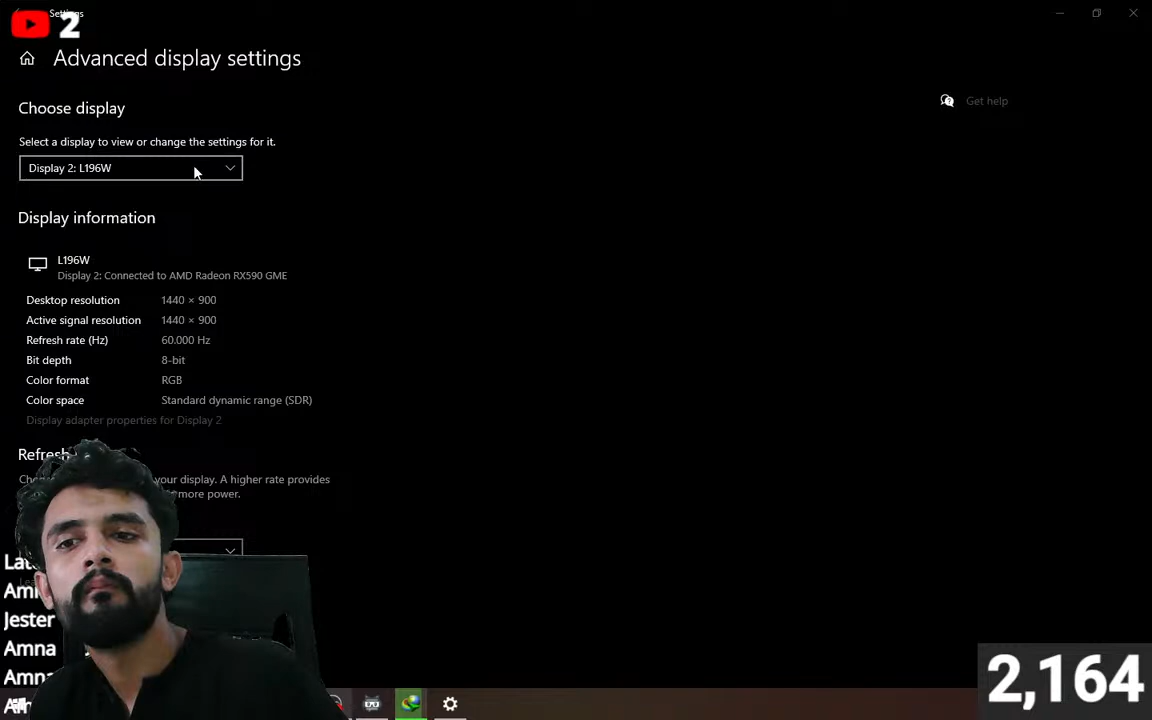 Settings
2
Advanced display settings
Choose display
Get help
Select a display to view or change the settings for it.
Display 2: L196W
Display information
L196W
Display 2: Connected to AMD Radeon RX590 GME
Desktop resolution 1440 × 900
Active signal resolution 1440 × 900
Refresh rate (Hz) 60.000 Hz
Bit depth 8-bit
Color format RGB
Color space Standard dynamic range (SDR)
Display adapter properties for Display 2
Refresh
your display. A higher rate provides
more power.
Jester
Amna
2,164